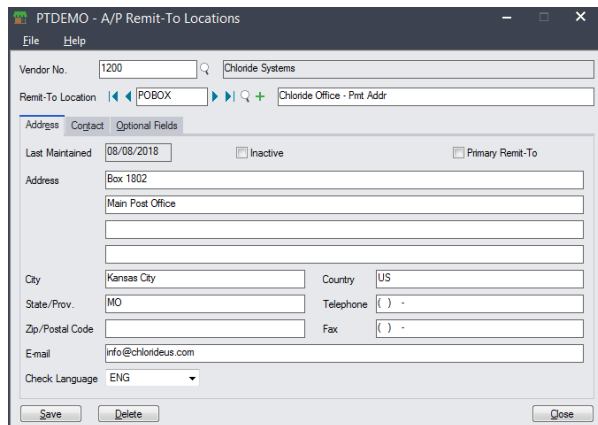 PTDEMO - A/P Remit-To Locations
File Help
Vendor No. 1200 Chloride Systems
Remit-To Location POBOX Chloride Office - Pmt Addr
Address Contact Optional Fields
Last Maintained 08/08/2018 Inactive Primary Remit-To
Address Box 1802
Main Post Office
City Kansas City Country US
State/Prov. MO Telephone ( ) -
Zip/Postal Code Fax ( ) -
E-mail info@chlorideus.com
Check Language ENG
Save Delete Close